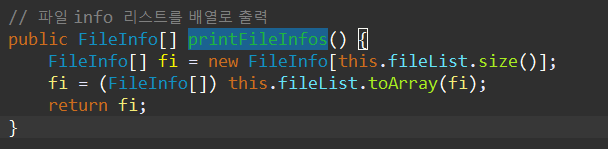 // 파일 info 리스트를 배열로 출력
public FileInfo[] printFileInfos() {
    FileInfo[] fi = new FileInfo[this.fileList.size()];
    fi = (FileInfo[]) this.fileList.toArray(fi);
    return fi;
}